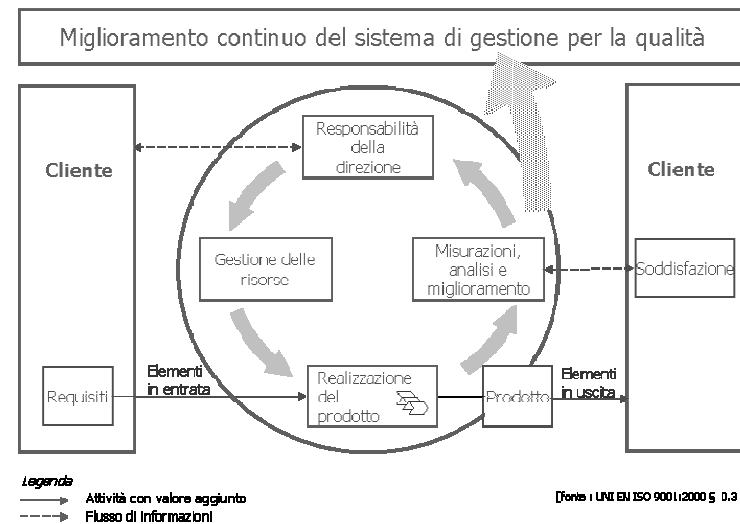 Miglioramento continuo del sistema di gestione per la qualità
Cliente
Responsabilità
della
direzione
Cliente
Gestione delle
risorse
Misurazioni,
analisi e
miglioramento
Soddisfazione
Requisiti
Elementi
in entrata
Realizzazione
del
prodotto
Prodotto
Elementi
in uscita
Legenda
Attività con valore aggiunto
Flusso di informazioni
[fonte : UNI EN ISO 9001:2000 § 0.3